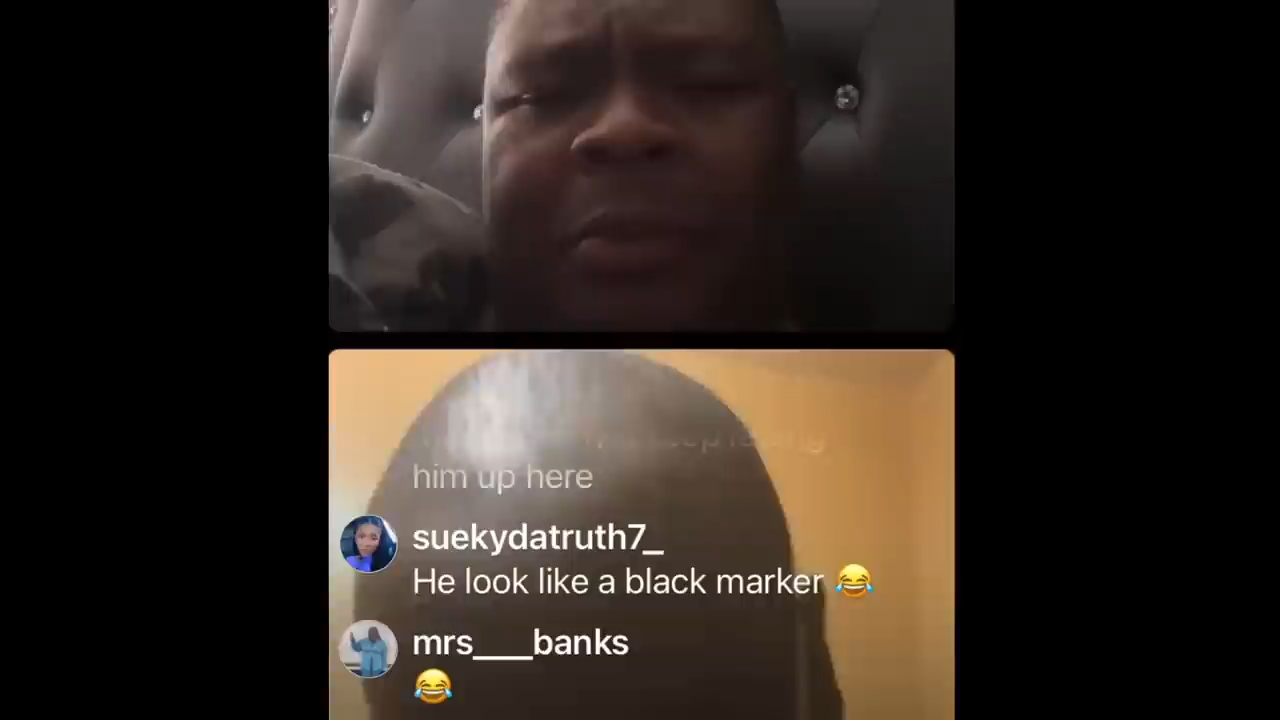 him up here
suekydatruth7_
He look like a black marker 😂
mrs___banks
😂